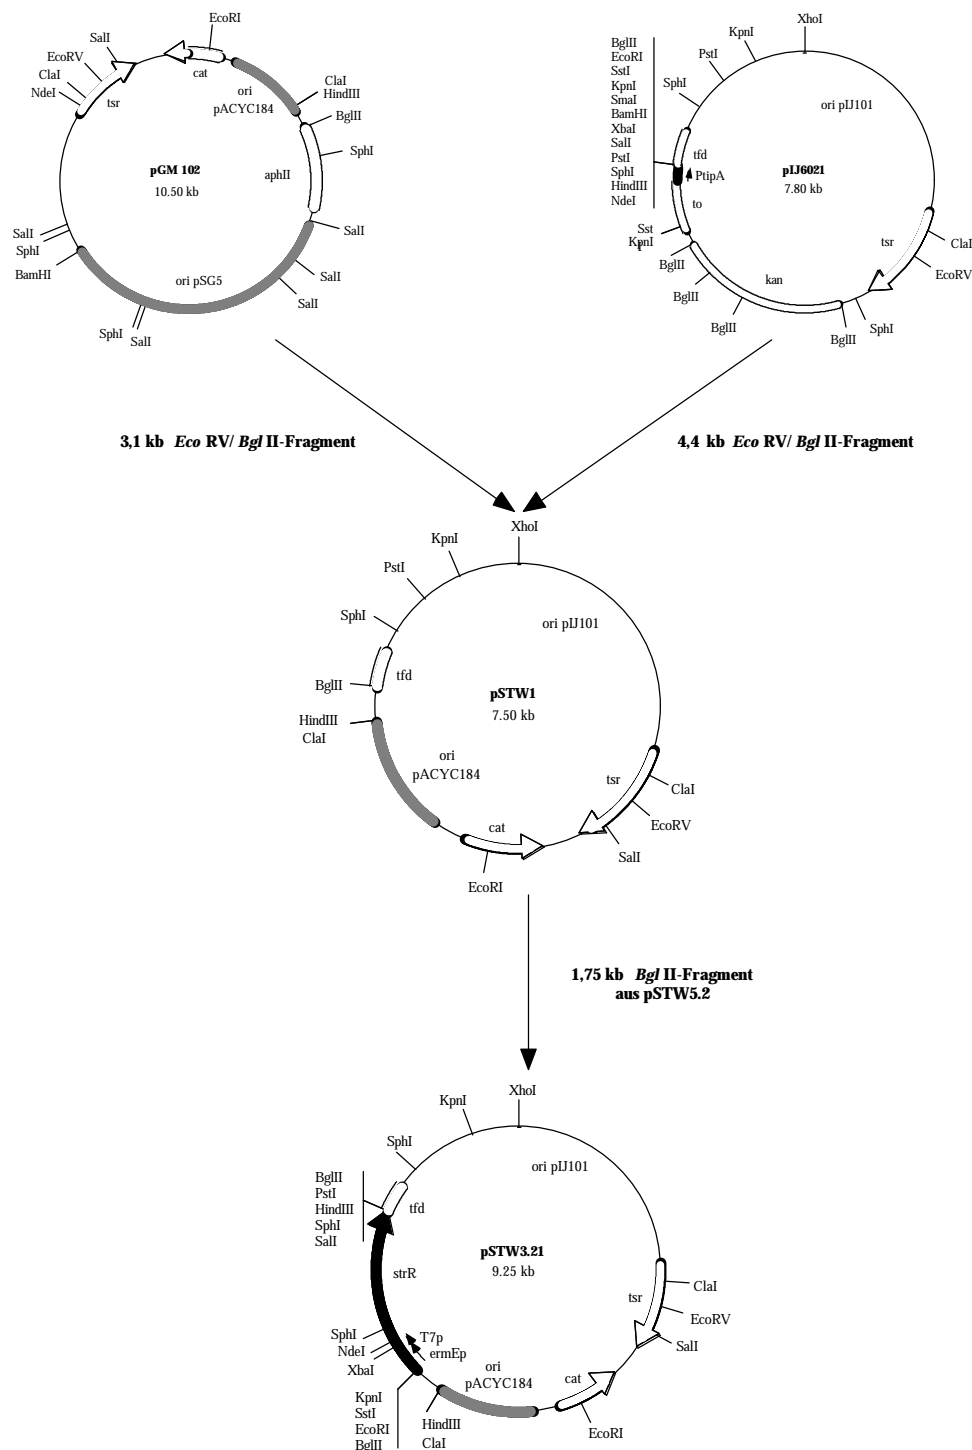 EcoRI
SalI
EcoRV
ClaI
NdeI
tsr
cat
ori
pACYC184
ClaI
HindIII
BglII
SphI
aphII
pGM 102
10.50 kb
SalI
SphI
BamHI
SalI
SalI
SalI
ori pSG5
SphI
SalI
XhoI
KpnI
PstI
SphI
BglII
EcoRI
SstI
KpnI
SmaI
BamHI
XbaI
SalI
PstI
SphI
HindIII
NdeI
ori pIJ101
tfd
PtipA
to
pIJ6021
7.80 kb
Sst
KpnI
BglII
BglII
BglII
kan
BglII
SphI
tsr
ClaI
EcoRV
3,1 kb Eco RV/ Bgl II-Fragment
4,4 kb Eco RV/ Bgl II-Fragment
XhoI
KpnI
PstI
SphI
BglII
tfd
ori pIJ101
pSTW1
7.50 kb
HindIII
ClaI
ori
pACYC184
tsr
ClaI
EcoRV
SalI
cat
EcoRI
1,75 kb Bgl II-Fragment
aus pSTW5.2
XhoI
KpnI
SphI
BglII
PstI
HindIII
SphI
SalI
tfd
ori pIJ101
pSTW3.21
9.25 kb
strR
tsr
ClaI
EcoRV
SalI
SphI
NdeI
XbaI
T7p
ermEp
ori
pACYC184
cat
KpnI
SstI
EcoRI
BglII
HindIII
ClaI
EcoRI